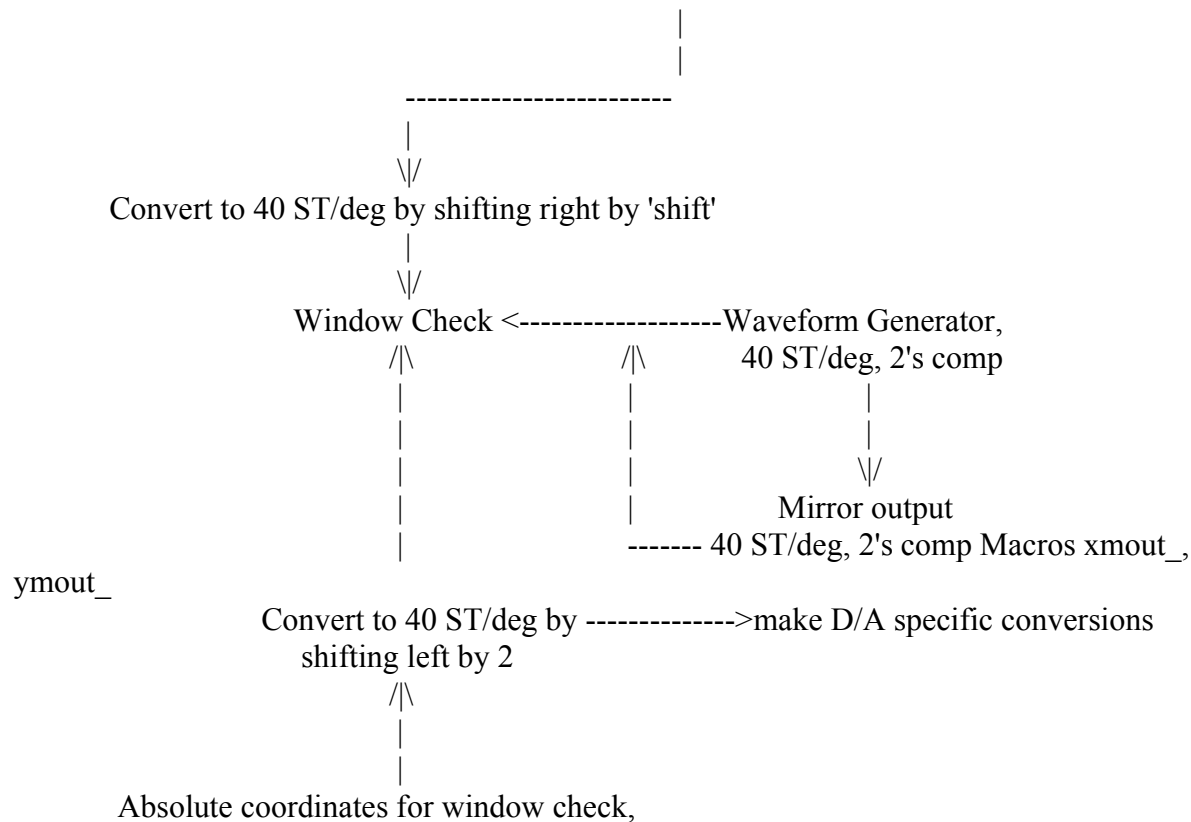 Convert to 40 ST/deg by shifting right by 'shift'
Window Check <-------------------Waveform Generator,
40 ST/deg, 2's comp
Mirror output
------- 40 ST/deg, 2's comp Macros xmout_,
ymout_
Convert to 40 ST/deg by -------------->make D/A specific conversions
shifting left by 2
Absolute coordinates for window check,